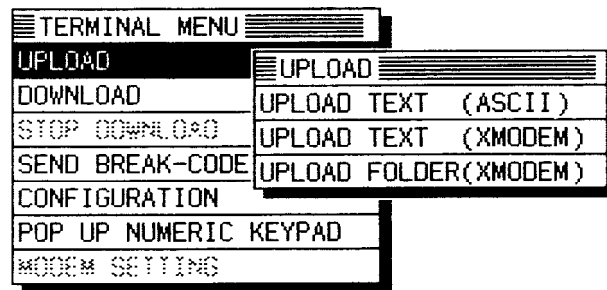 TERMINAL MENU
UPLOAD
DOWNLOAD
STOP DOWNLOAD
SEND BREAK-CODE
CONFIGURATION
POP UP NUMERIC KEYPAD
MODEM SETTING
UPLOAD
UPLOAD TEXT (ASCII)
UPLOAD TEXT (XMODEM)
UPLOAD FOLDER(XMODEM)